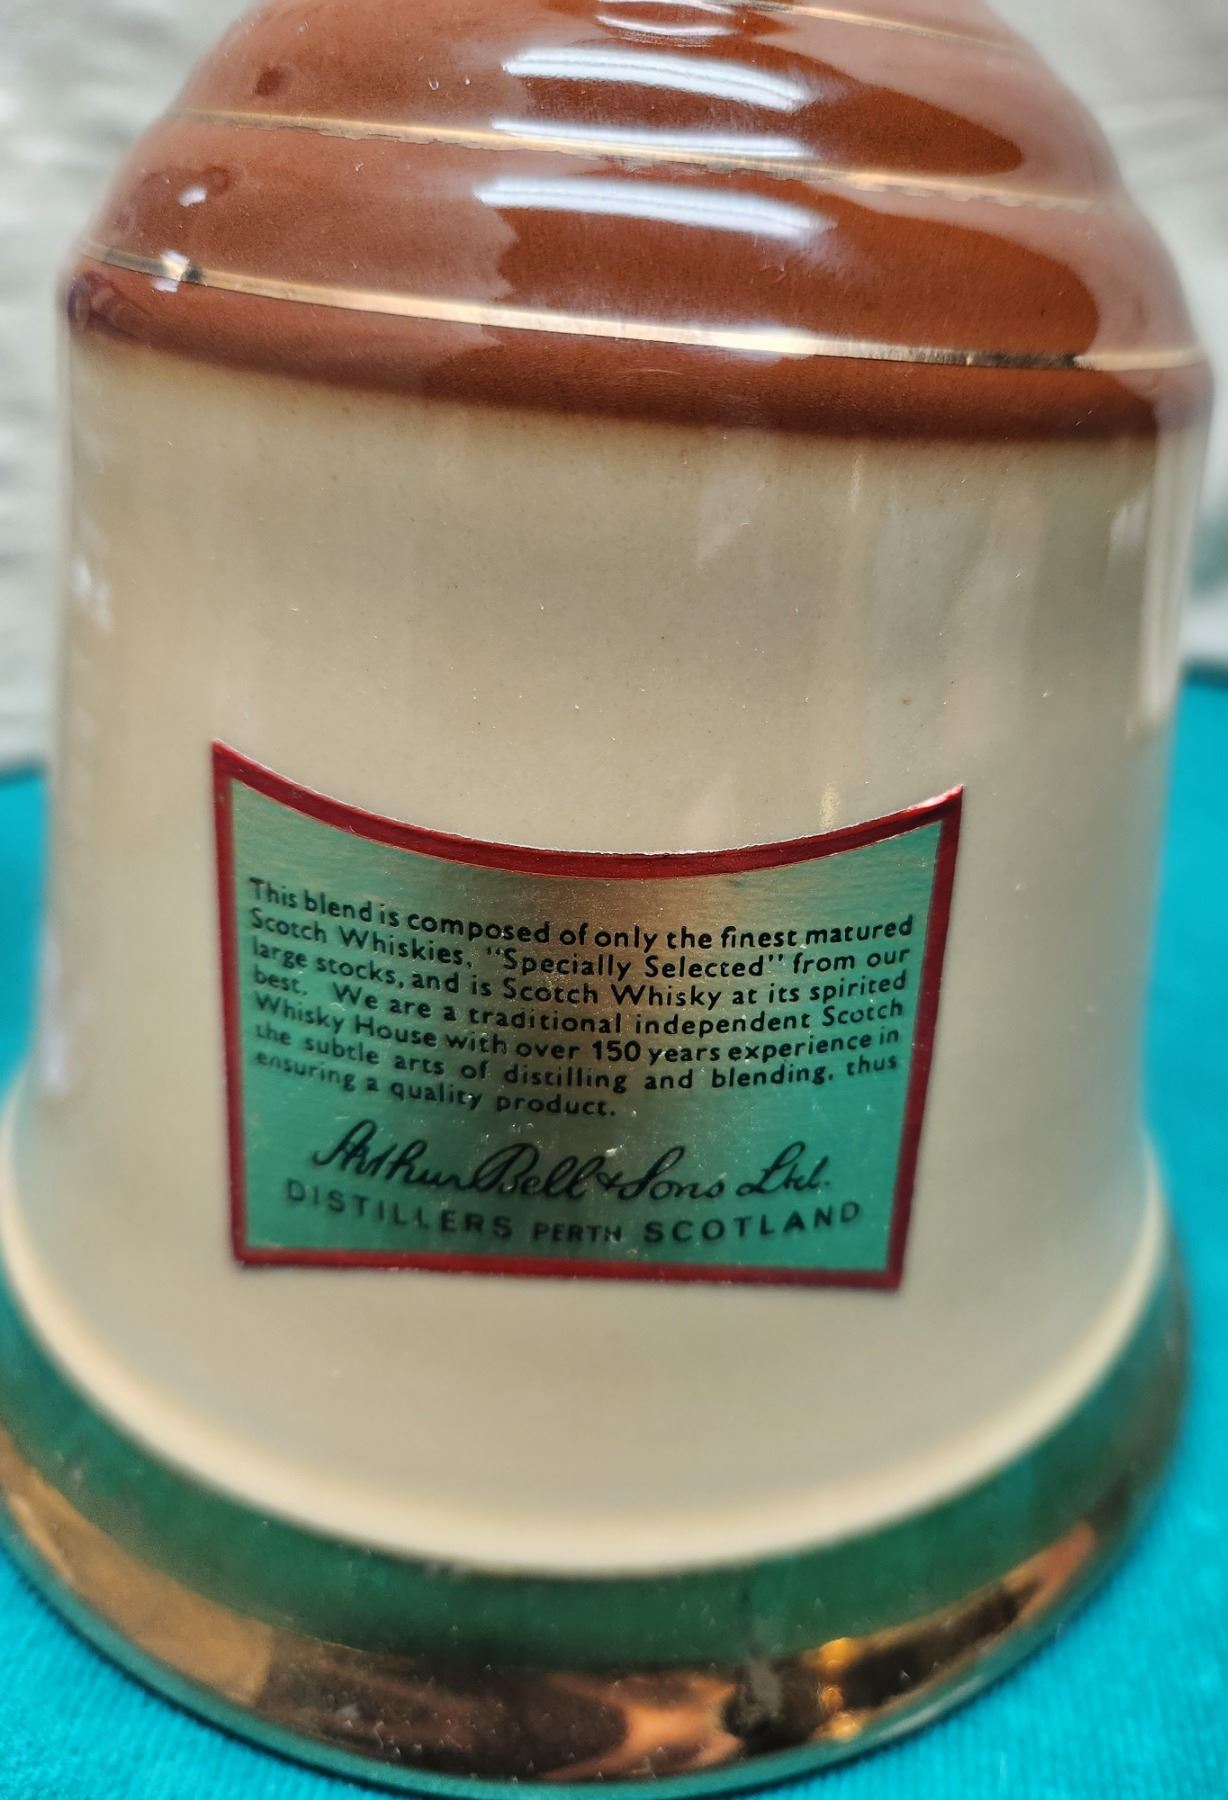 This blend is composed of only the finest matured
Scotch Whiskies, "Specially Selected" from our
large stocks, and is Scotch Whisky at its spirited
best. We are a traditional independent Scotch
Whisky House with over 150 years experience in
the subtle arts of distilling and blending, thus
ensuring a quality product.
Arthur Bell & Sons Ltd.
DISTILLERS PERTH SCOTLAND